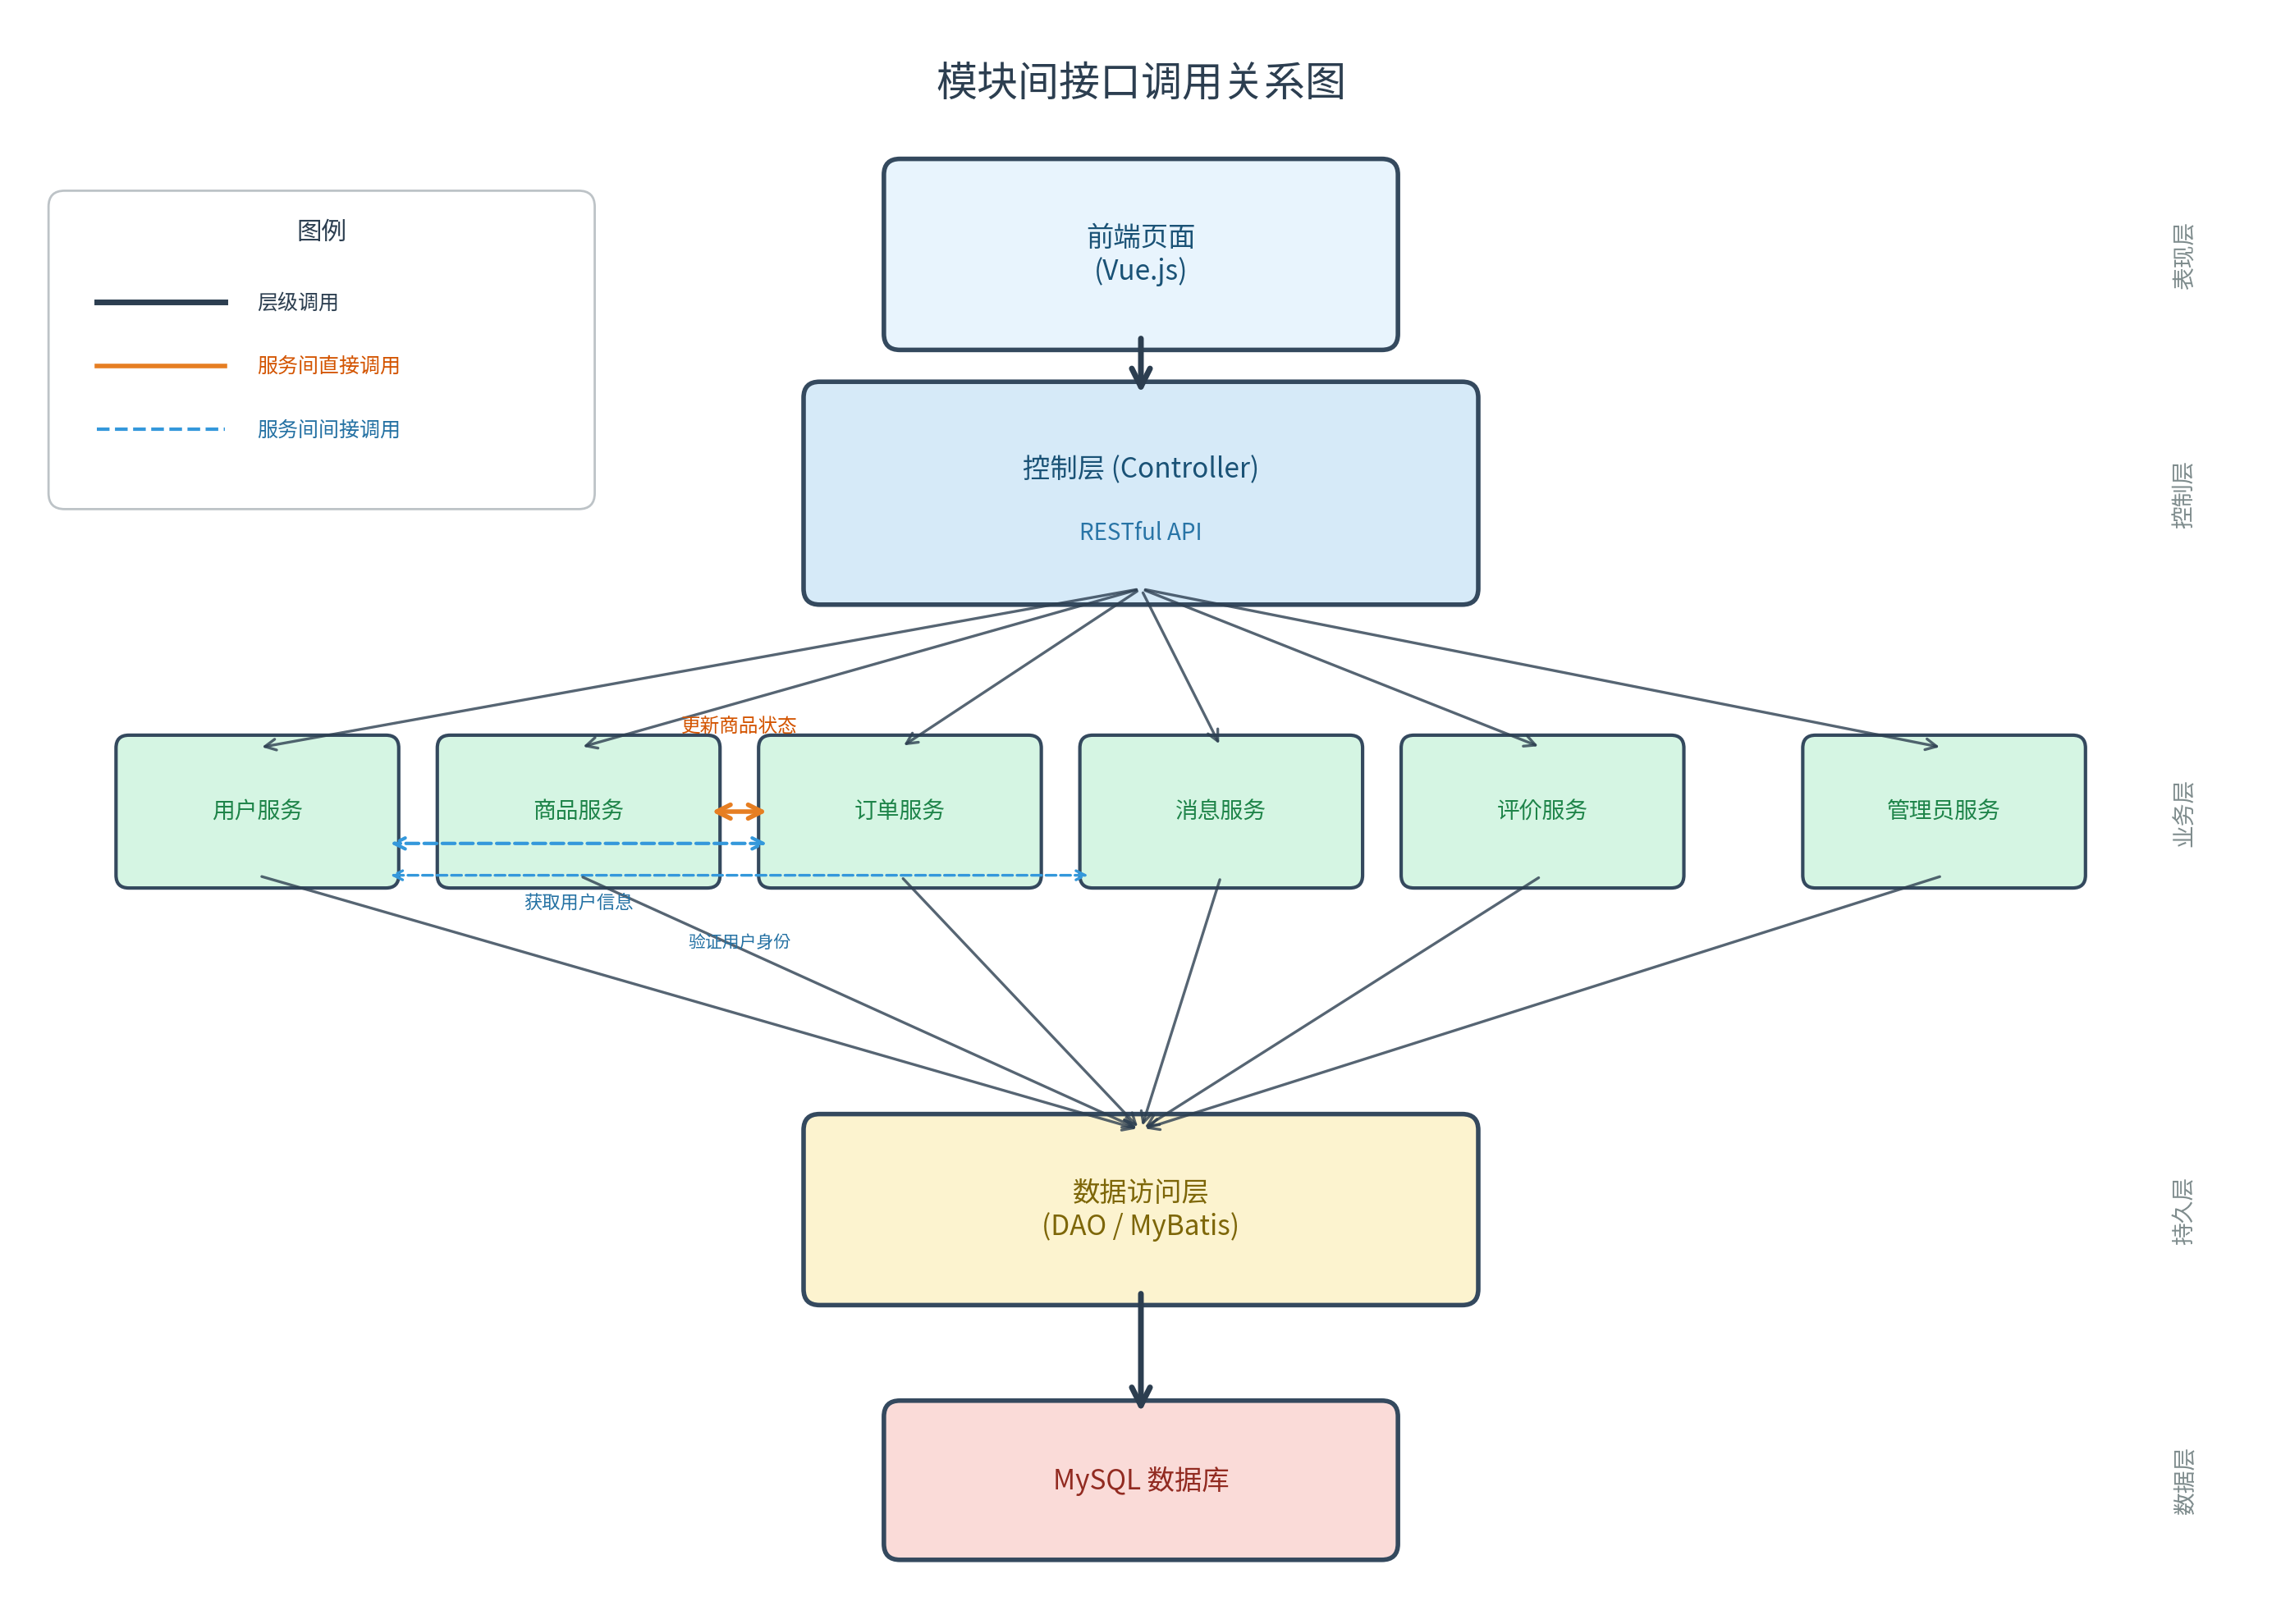 模块间接口调用关系图
图例
层级调用
服务间直接调用
服务间间接调用
前端页面
(Vue.js)
表现层
控制层 (Controller)
RESTful API
控制层
更新商品状态
用户服务
商品服务
订单服务
消息服务
评价服务
管理员服务
业务层
获取用户信息
验证用户身份
数据访问层
(DAO / MyBatis)
持久层
MySQL 数据库
数据层